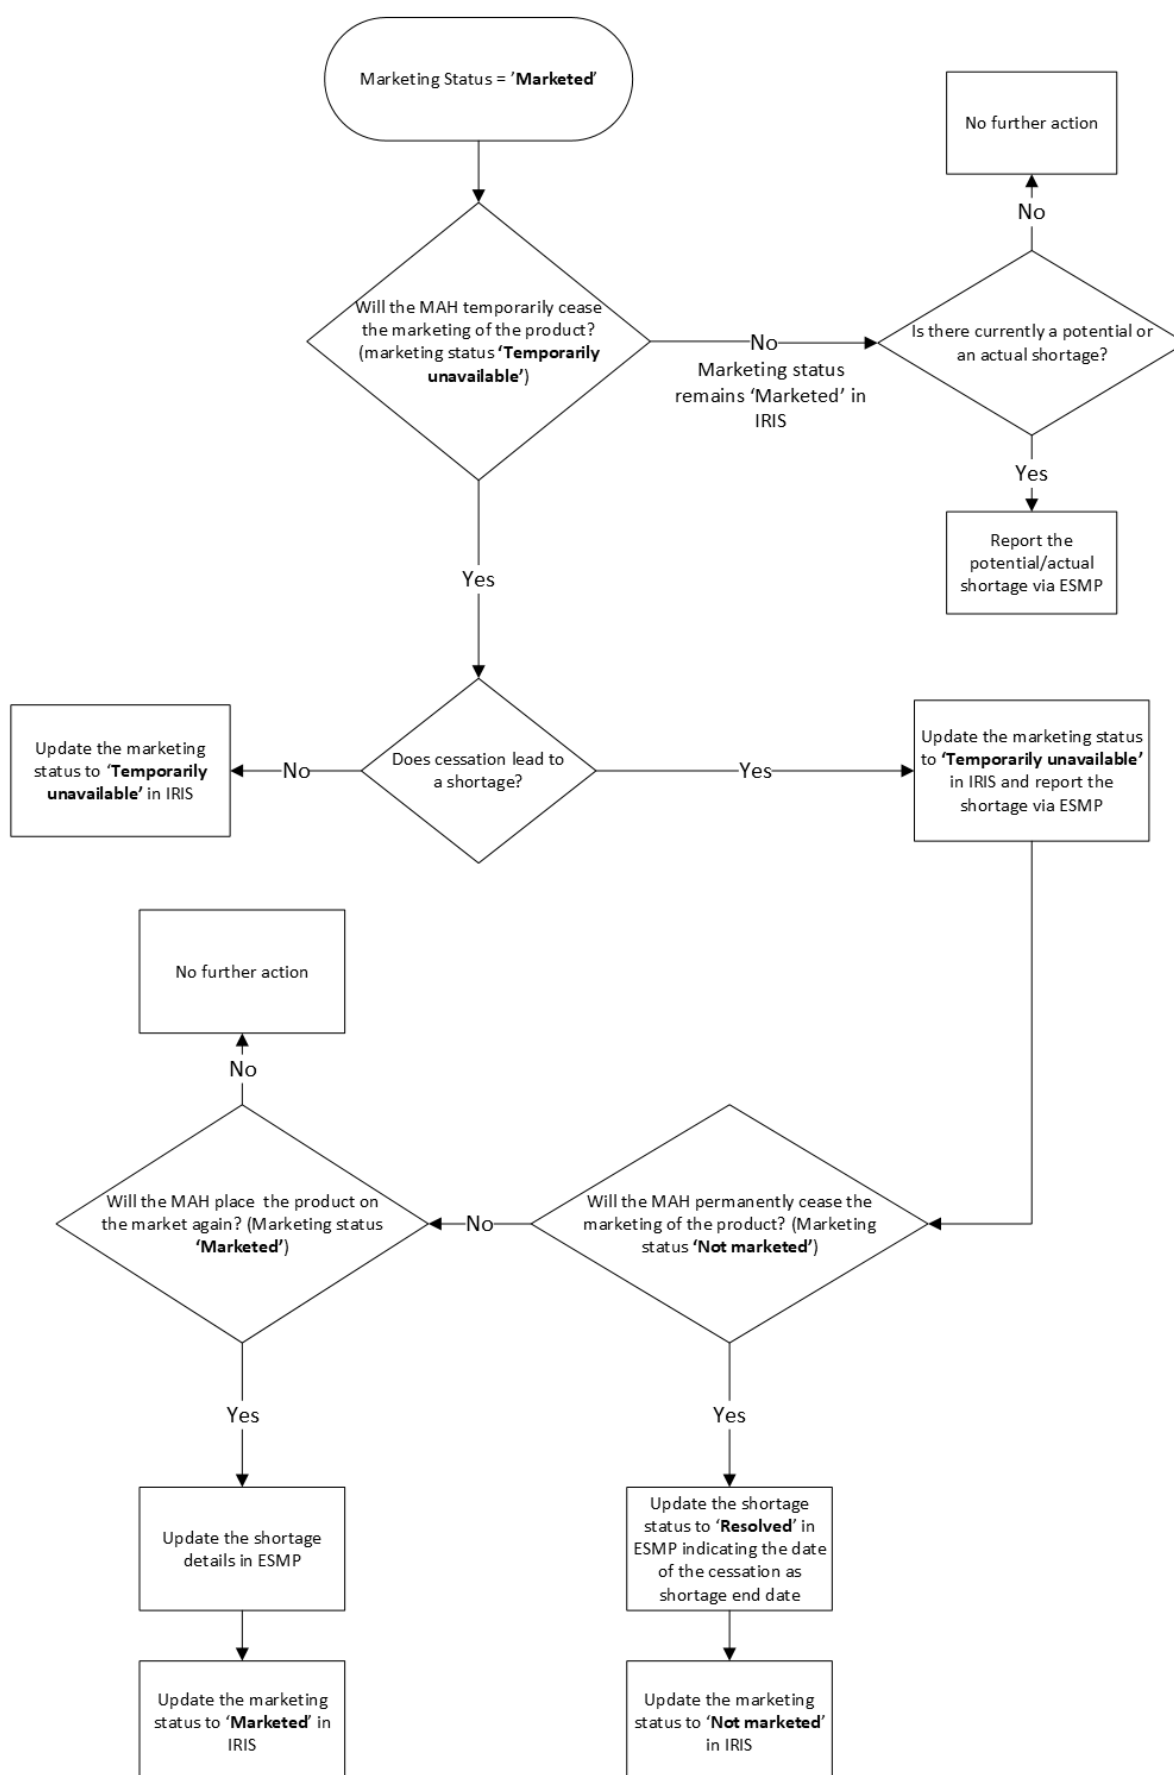 Marketing Status = ’Marketed’
No further action
No
Will the MAH temporarily cease
the marketing of the product?
(marketing status ‘Temporarily
unavailable’)
No
Marketing status
remains ‘Marketed’ in
IRIS
Is there currently a potential or
an actual shortage?
Yes
Report the
potential/actual
shortage via ESMP
Yes
Update the marketing
status to ‘Temporarily
unavailable’ in IRIS
No
Does cessation lead to
a shortage?
Yes
Update the marketing status
to ‘Temporarily unavailable’
in IRIS and report the
shortage via ESMP
No further action
No
Will the MAH place the product on
the market again? (Marketing status
‘Marketed’)
No
Will the MAH permanently cease the
marketing of the product? (Marketing
status ‘Not marketed’)
Yes
Yes
Update the shortage
details in ESMP
Update the shortage
status to ‘Resolved’ in
ESMP indicating the date
of the cessation as
shortage end date
Update the marketing
status to ‘Marketed’ in
IRIS
Update the marketing
status to ‘Not marketed’
in IRIS